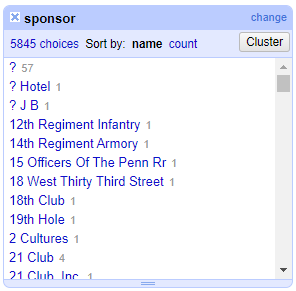 sponsor change
5845 choices Sort by: name count Cluster
? 57
? Hotel 1
? J B 1
12th Regiment Infantry 1
14th Regiment Armory 1
15 Officers Of The Penn Rr 1
18 West Thirty Third Street 1
18th Club 1
19th Hole 1
2 Cultures 1
21 Club 4
21 Club, Inc. 1